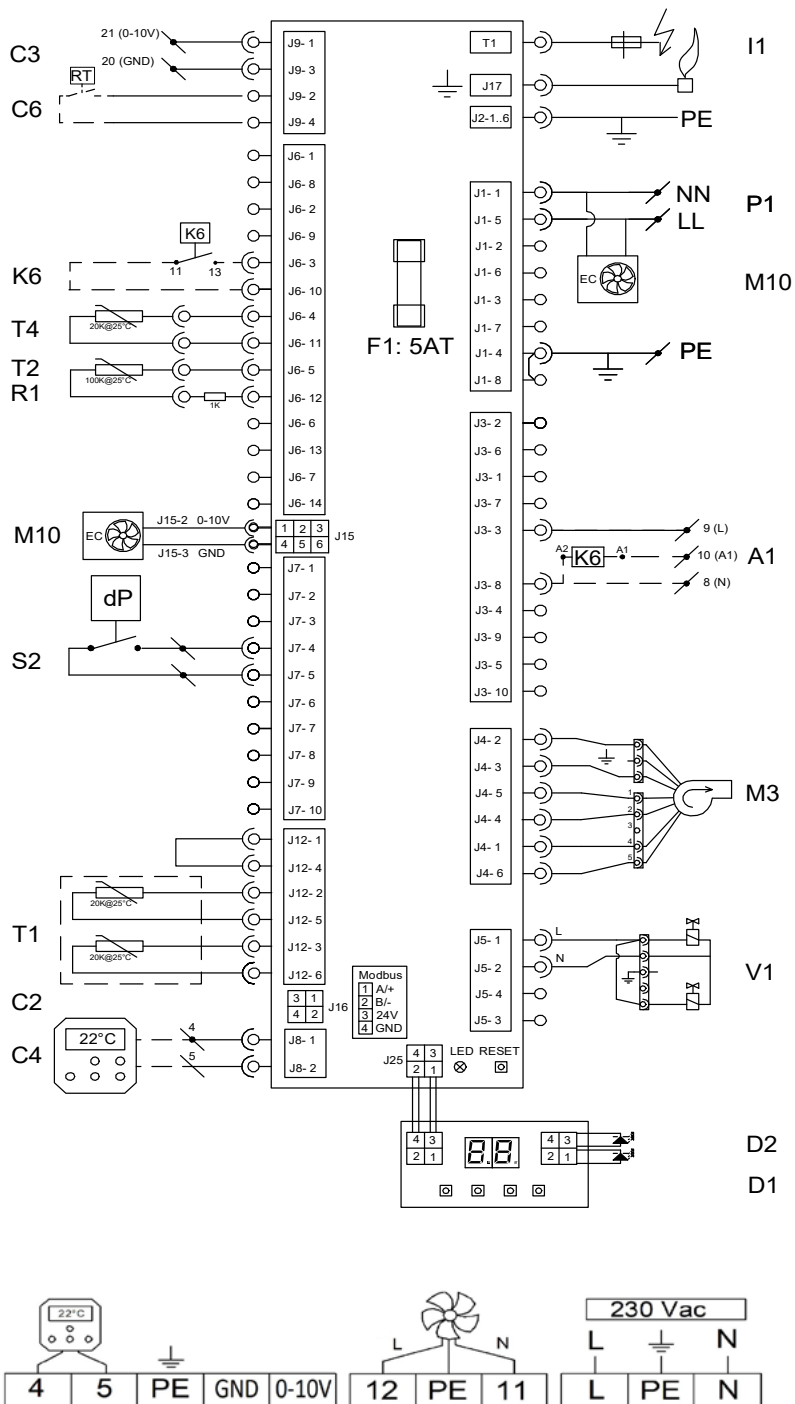 C3
21 (0-10V)
20 (GND)
J9- 1
J9- 3
C6
RT
J9- 2
J9- 4
J6- 1
J6- 8
J6- 2
J6- 9
K6
K6
11
13
J6- 3
J6- 10
T4
20K@25°C
J6- 4
J6- 11
T2
100K@25°C
J6- 5
R1
1K
J6- 12
J6- 6
J6- 13
J6- 7
J6- 14
M10
EC
J15-2 0-10V
J15-3 GND
1 2 3
4 5 6
J15
J7- 1
J7- 2
J7- 3
dP
S2
J7- 4
J7- 5
J7- 6
J7- 7
J7- 8
J7- 9
J7- 10
J12- 1
J12- 4
T1
20K@25°C
20K@25°C
J12- 2
J12- 5
J12- 3
J12- 6
C2
3 1
4 2
J16
Modbus
1 A/+
2 B/-
3 24V
4 GND
C4
22°C
4
5
J8- 1
J8- 2
J25
4 3
2 1
LED RESET
F1: 5AT
T1
I1
J17
J2-1..6
PE
J1- 1
NN
P1
J1- 5
LL
J1- 2
J1- 6
EC
M10
J1- 3
J1- 7
J1- 4
PE
J1- 8
J3- 2
J3- 6
J3- 1
J3- 7
J3- 3
9 (L)
A2
K6
A1
10 (A1)
A1
J3- 8
8 (N)
J3- 4
J3- 9
J3- 5
J3- 10
J4- 2
J4- 3
J4- 5
J4- 4
J4- 1
J4- 6
1
2
3
4
5
M3
J5- 1
L
J5- 2
N
J5- 4
J5- 3
V1
4 3
2 1
8.8.
4 3
2 1
D2
D1
22°C
L
N
230 Vac
L
N
4 5 PE GND 0-10V
12 PE 11
L PE N